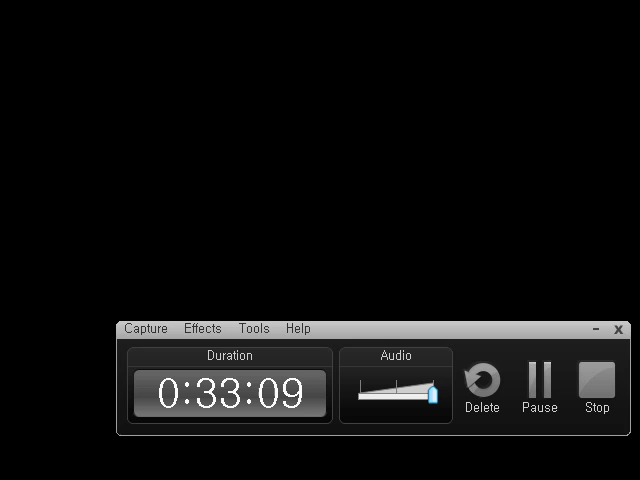 Capture Effects Tools Help
Duration Audio
0:33:09
Delete Pause Stop